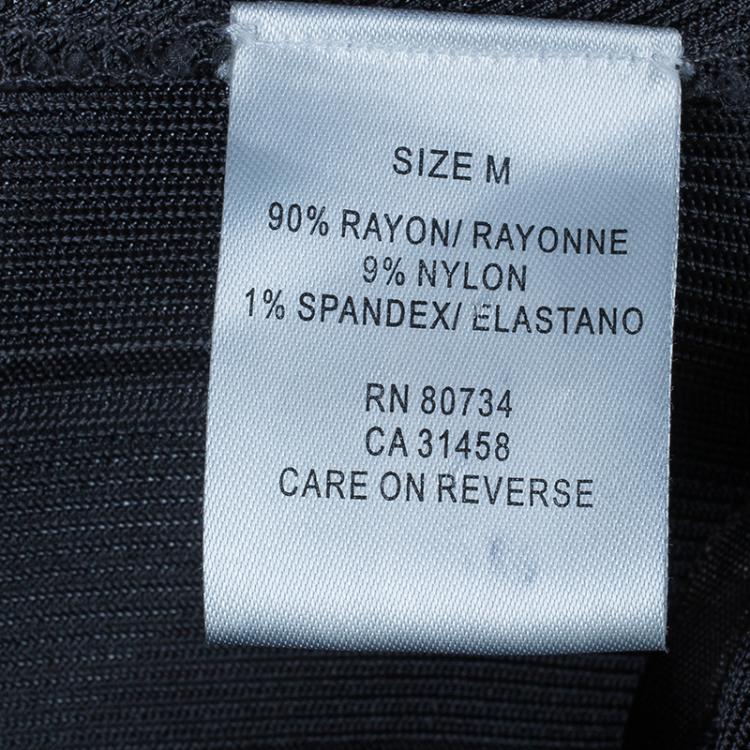 SIZE M
90% RAYON/ RAYONNE
9% NYLON
1% SPANDEX/ ELASTANO
RN 80734
CA 31458
CARE ON REVERSE